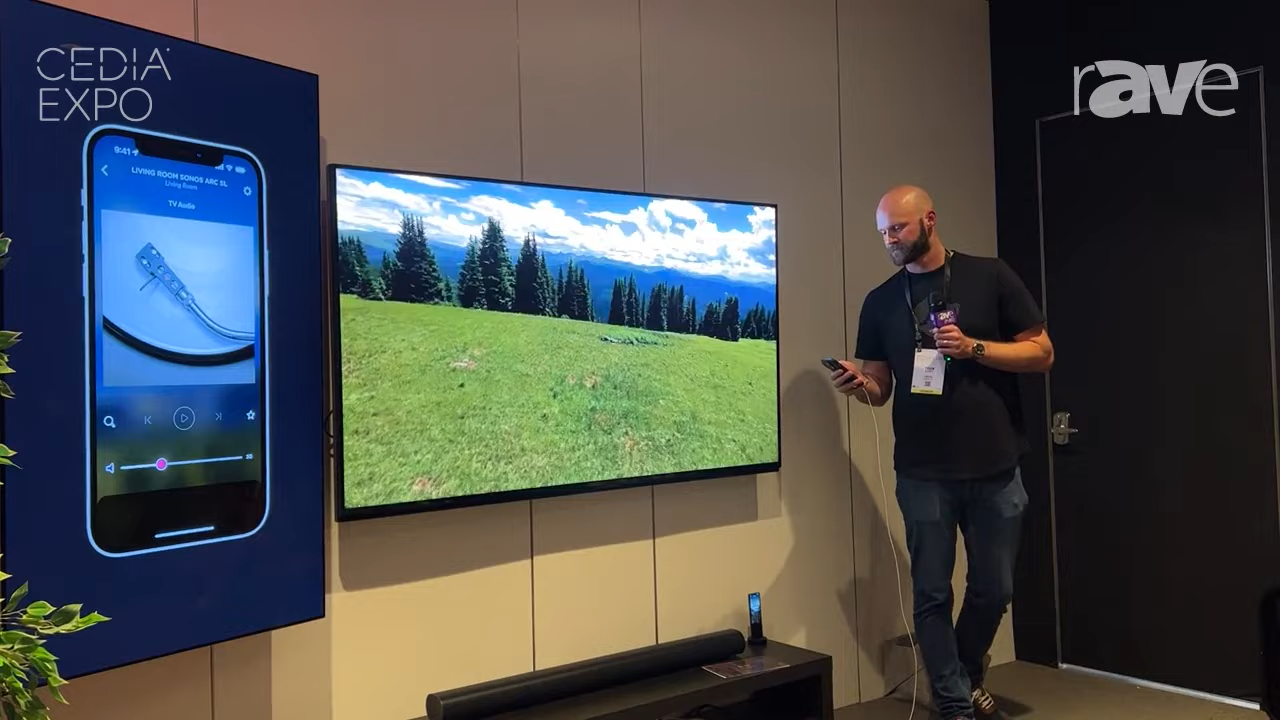 CEDIA
EXPO
rAVe
9:41
LIVING ROOM SONOS ARC SL
Living Room
TV Audio